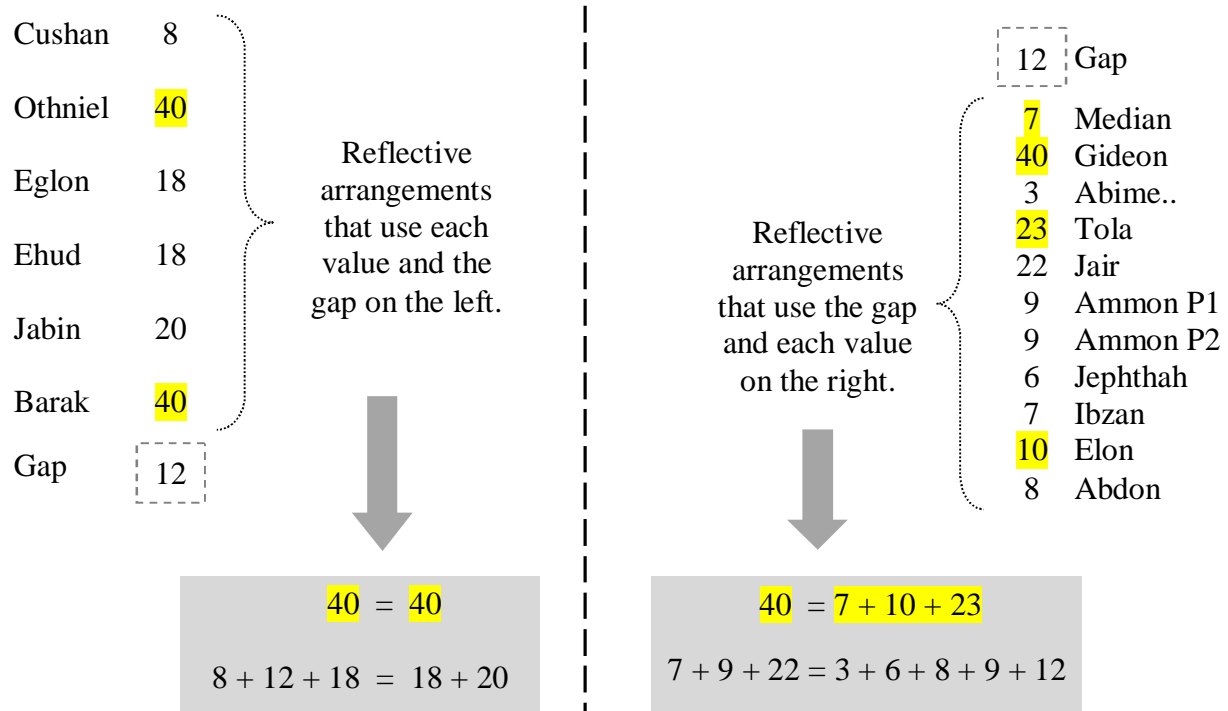 Cushan 8
Othniel 40
Eglon 18
Ehud 18
Jabin 20
Barak 40
Gap 12
Reflective
arrangements
that use each
value and the
gap on the left.
40 = 40
8 + 12 + 18 = 18 + 20
12 Gap
7 Median
40 Gideon
3 Abime..
23 Tola
22 Jair
9 Ammon P1
9 Ammon P2
6 Jephthah
7 Ibzan
10 Elon
8 Abdon
Reflective
arrangements
that use the gap
and each value
on the right.
40 = 7 + 10 + 23
7 + 9 + 22 = 3 + 6 + 8 + 9 + 12